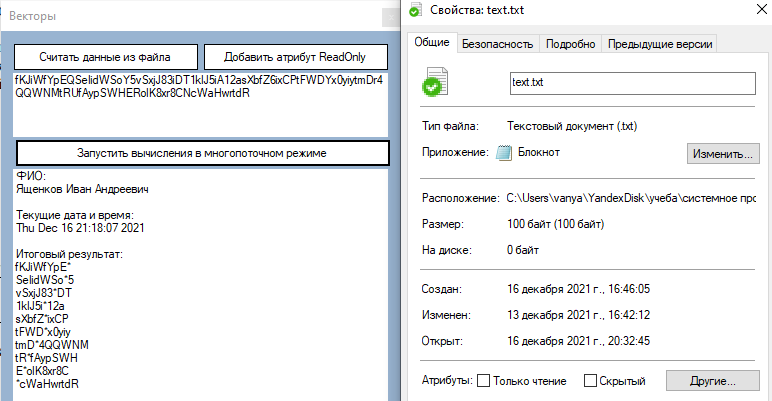 Векторы
Считать данные из файла
Добавить атрибут ReadOnly
fKJiWfYpEQSelidWSoY5vSxjJ83iDT1klJ5iA12asXbfZ6ixCPtFWDYx0yiytmDr4
QQWNMtRUfAypSWHERolK8xr8CNcWaHwrtdR
Запустить вычисления в многопоточном режиме
ФИО:
Ященков Иван Андреевич
Текущие дата и время:
Thu Dec 16 21:18:07 2021
Итоговый результат:
fKJiWfYpE*
SelidWSo*5
vSxjJ83*DT
1klJ5i*12a
sXbfZ*ixCP
tFWD*x0yiy
tmD*4QQWNM
tR*fAypSWH
E*olK8xr8C
*cWaHwrtdR
Свойства: text.txt
Общие
Безопасность
Подробно
Предыдущие версии
text.txt
Тип файла: Текстовый документ (.txt)
Приложение: Блокнот
Изменить...
Расположение: C:\Users\vanya\YandexDisk\учеба\системное про
Размер: 100 байт (100 байт)
На диске: 0 байт
Создан: 16 декабря 2021 г., 16:46:05
Изменен: 13 декабря 2021 г., 16:42:12
Открыт: 16 декабря 2021 г., 20:32:45
Атрибуты: Только чтение Скрытый Другие...